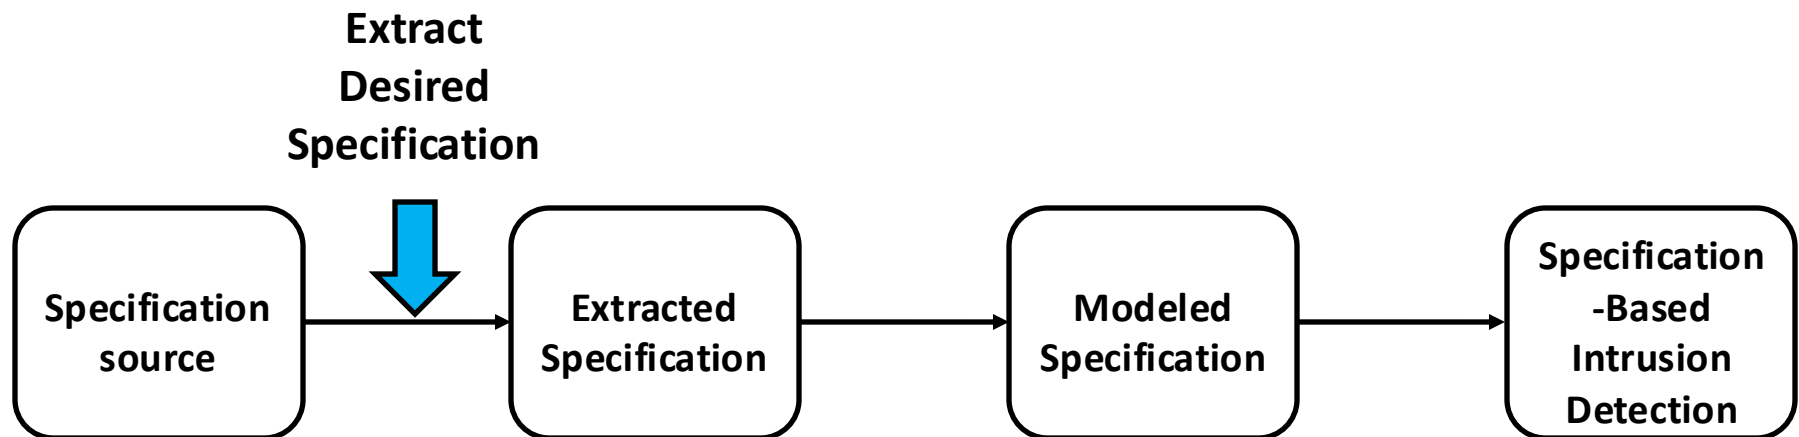 Extract
Desired
Specification
Specification
source
Extracted
Specification
Modeled
Specification
Specification
-Based
Intrusion
Detection